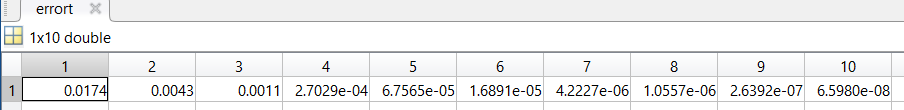 errort
1x10 double
1 2 3 4 5 6 7 8 9 10
1 0.0174 0.0043 0.0011 2.7029e-04 6.7565e-05 1.6891e-05 4.2227e-06 1.0557e-06 2.6392e-07 6.5980e-08